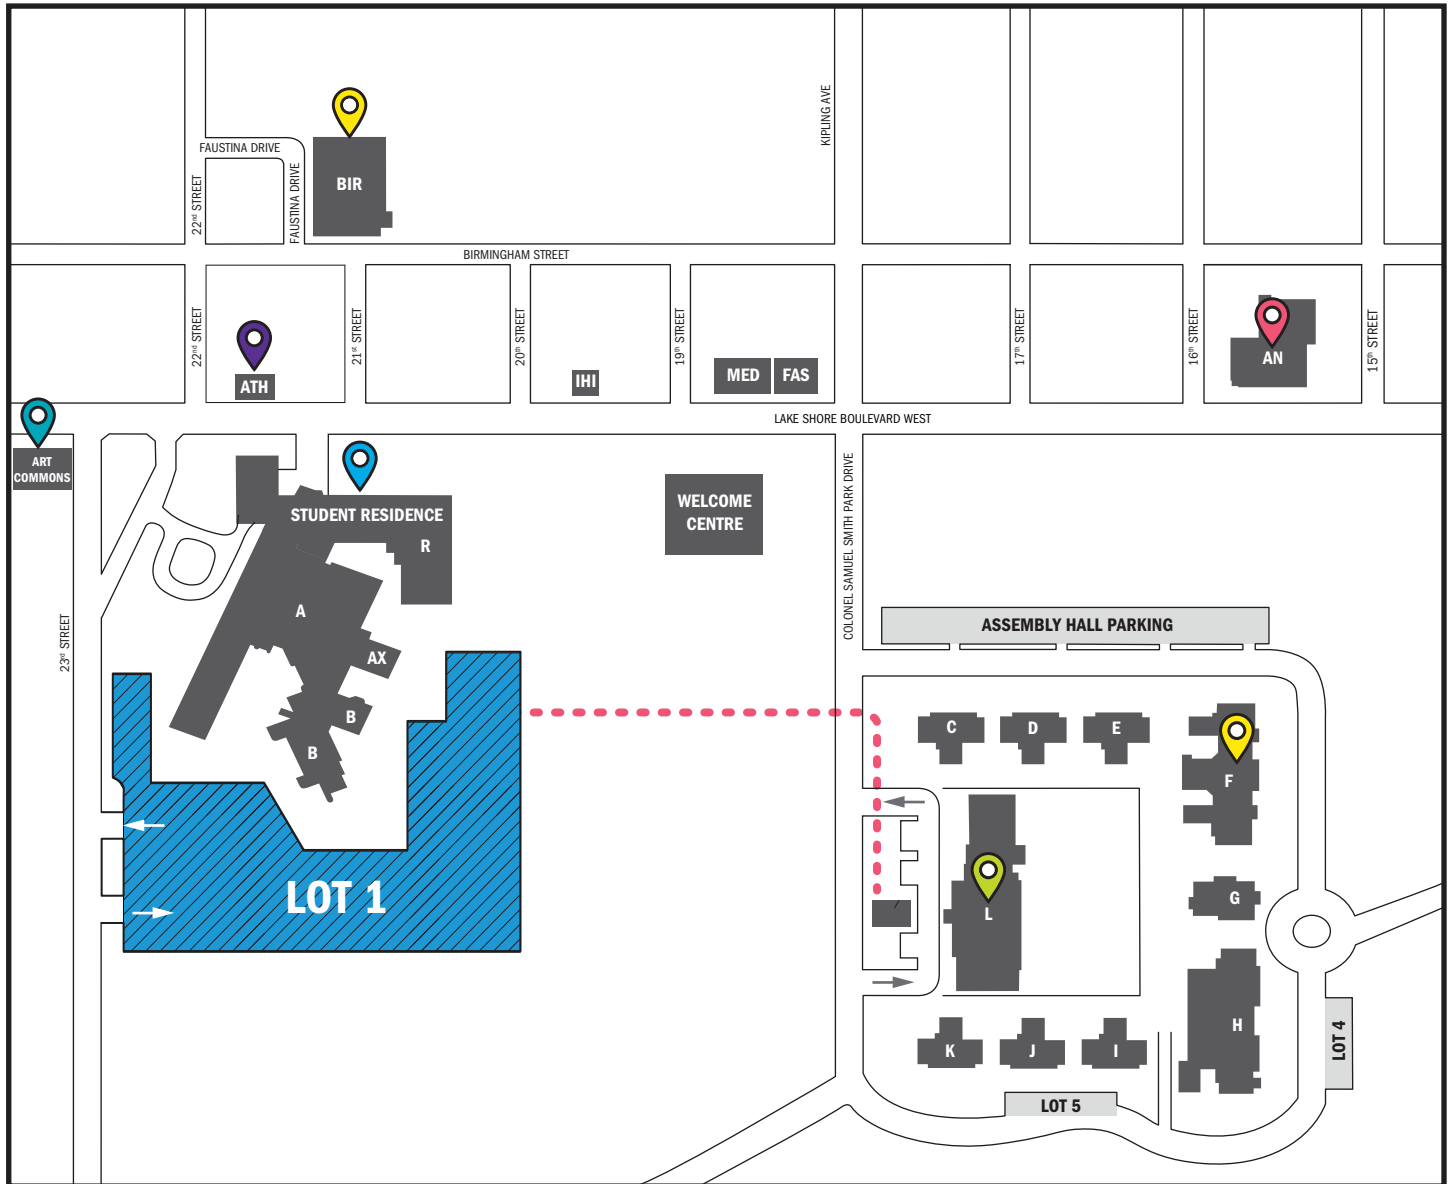 KIPLING AVE
FAUSTINA DRIVE
FAUSTINA DRIVE
22nd STREET
BIR
BIRMINGHAM STREET
22nd STREET
21st STREET
20th STREET
19th STREET
17th STREET
16th STREET
15th STREET
ATH
IHI
MED
FAS
AN
LAKE SHORE BOULEVARD WEST
ART
COMMONS
STUDENT RESIDENCE
R
WELCOME
CENTRE
COLONEL SAMUEL SMITH PARK DRIVE
A
AX
B
B
23rd STREET
ASSEMBLY HALL PARKING
C
D
E
F
LOT 1
L
G
H
K
J
I
LOT 4
LOT 5